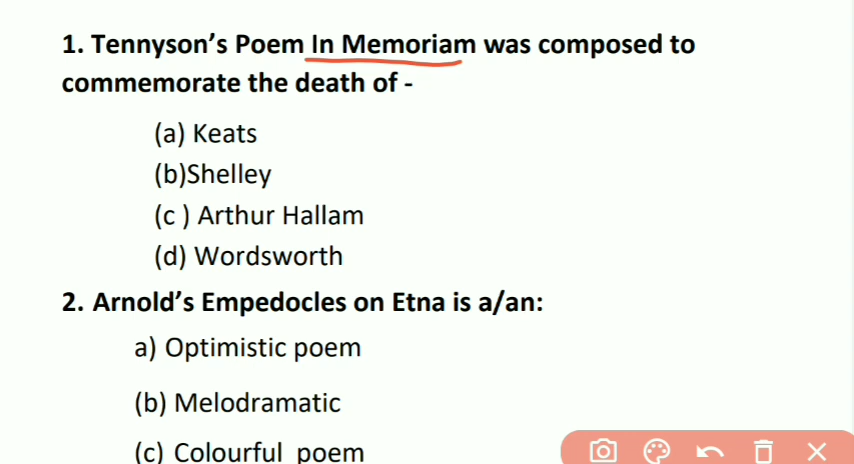 1. Tennyson’s Poem In Memoriam was composed to
commemorate the death of -
(a) Keats
(b)Shelley
(c ) Arthur Hallam
(d) Wordsworth
2. Arnold’s Empedocles on Etna is a/an:
a) Optimistic poem
(b) Melodramatic
(c) Colourful poem